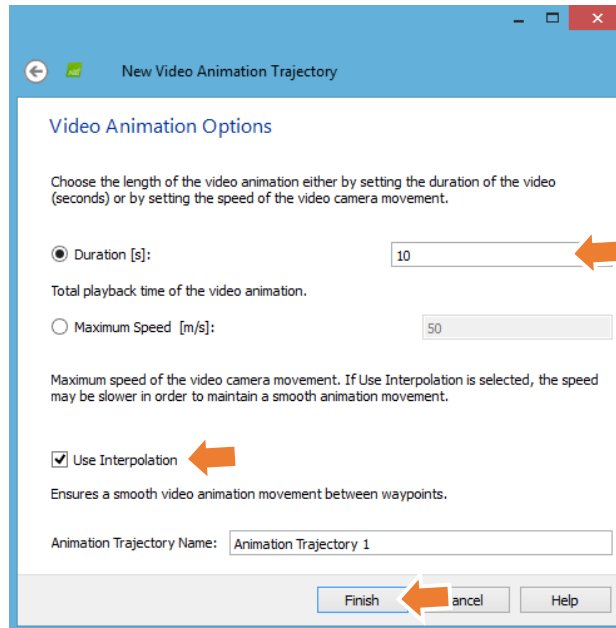 New Video Animation Trajectory
Video Animation Options
Choose the length of the video animation either by setting the duration of the video
(seconds) or by setting the speed of the video camera movement.
Duration [s]: 10
Total playback time of the video animation.
Maximum Speed [m/s]: 50
Maximum speed of the video camera movement. If Use Interpolation is selected, the speed
may be slower in order to maintain a smooth animation movement.
Use Interpolation
Ensures a smooth video animation movement between waypoints.
Animation Trajectory Name: Animation Trajectory 1
Finish ancel Help